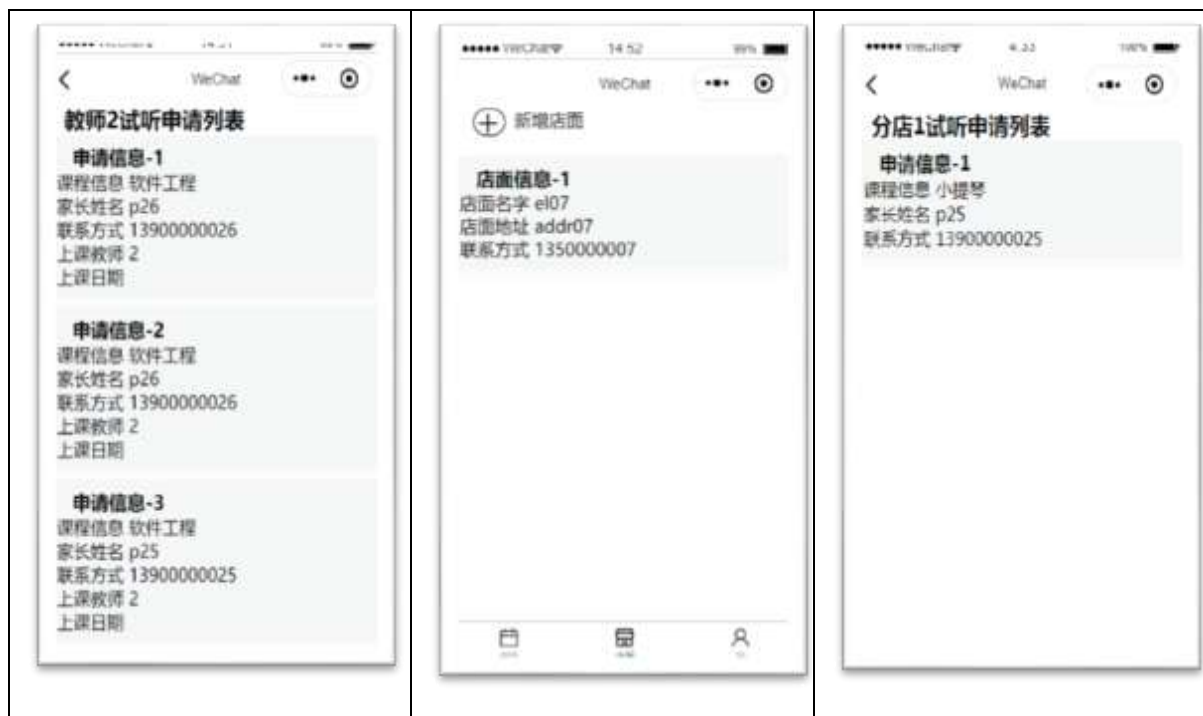 WeChat
教师2试听申请列表
申请信息-1
课程信息 软件工程
家长姓名 p26
联系方式 13900000026
上课教师 2
上课日期
申请信息-2
课程信息 软件工程
家长姓名 p26
联系方式 13900000026
上课教师 2
上课日期
申请信息-3
课程信息 软件工程
家长姓名 p25
联系方式 13900000025
上课教师 2
上课日期
WeChat 14:52 99%
WeChat
新增店面
店面信息-1
店面名字 el07
店面地址 addr07
联系方式 1350000007
WeChat 4:33 100%
WeChat
分店1试听申请列表
申请信息-1
课程信息 小提琴
家长姓名 p25
联系方式 13900000025